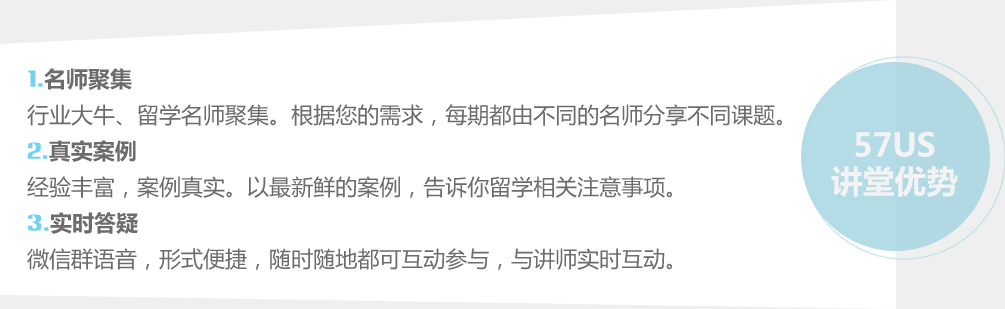 1.名师聚集
行业大牛、留学名师聚集。根据您的需求，每期都由不同的名师分享不同课题。
2.真实案例
经验丰富，案例真实。以最新鲜的案例，告诉你留学相关注意事项。
3.实时答疑
微信群语音，形式便捷，随时随地都可互动参与，与讲师实时互动。
57US
讲堂优势